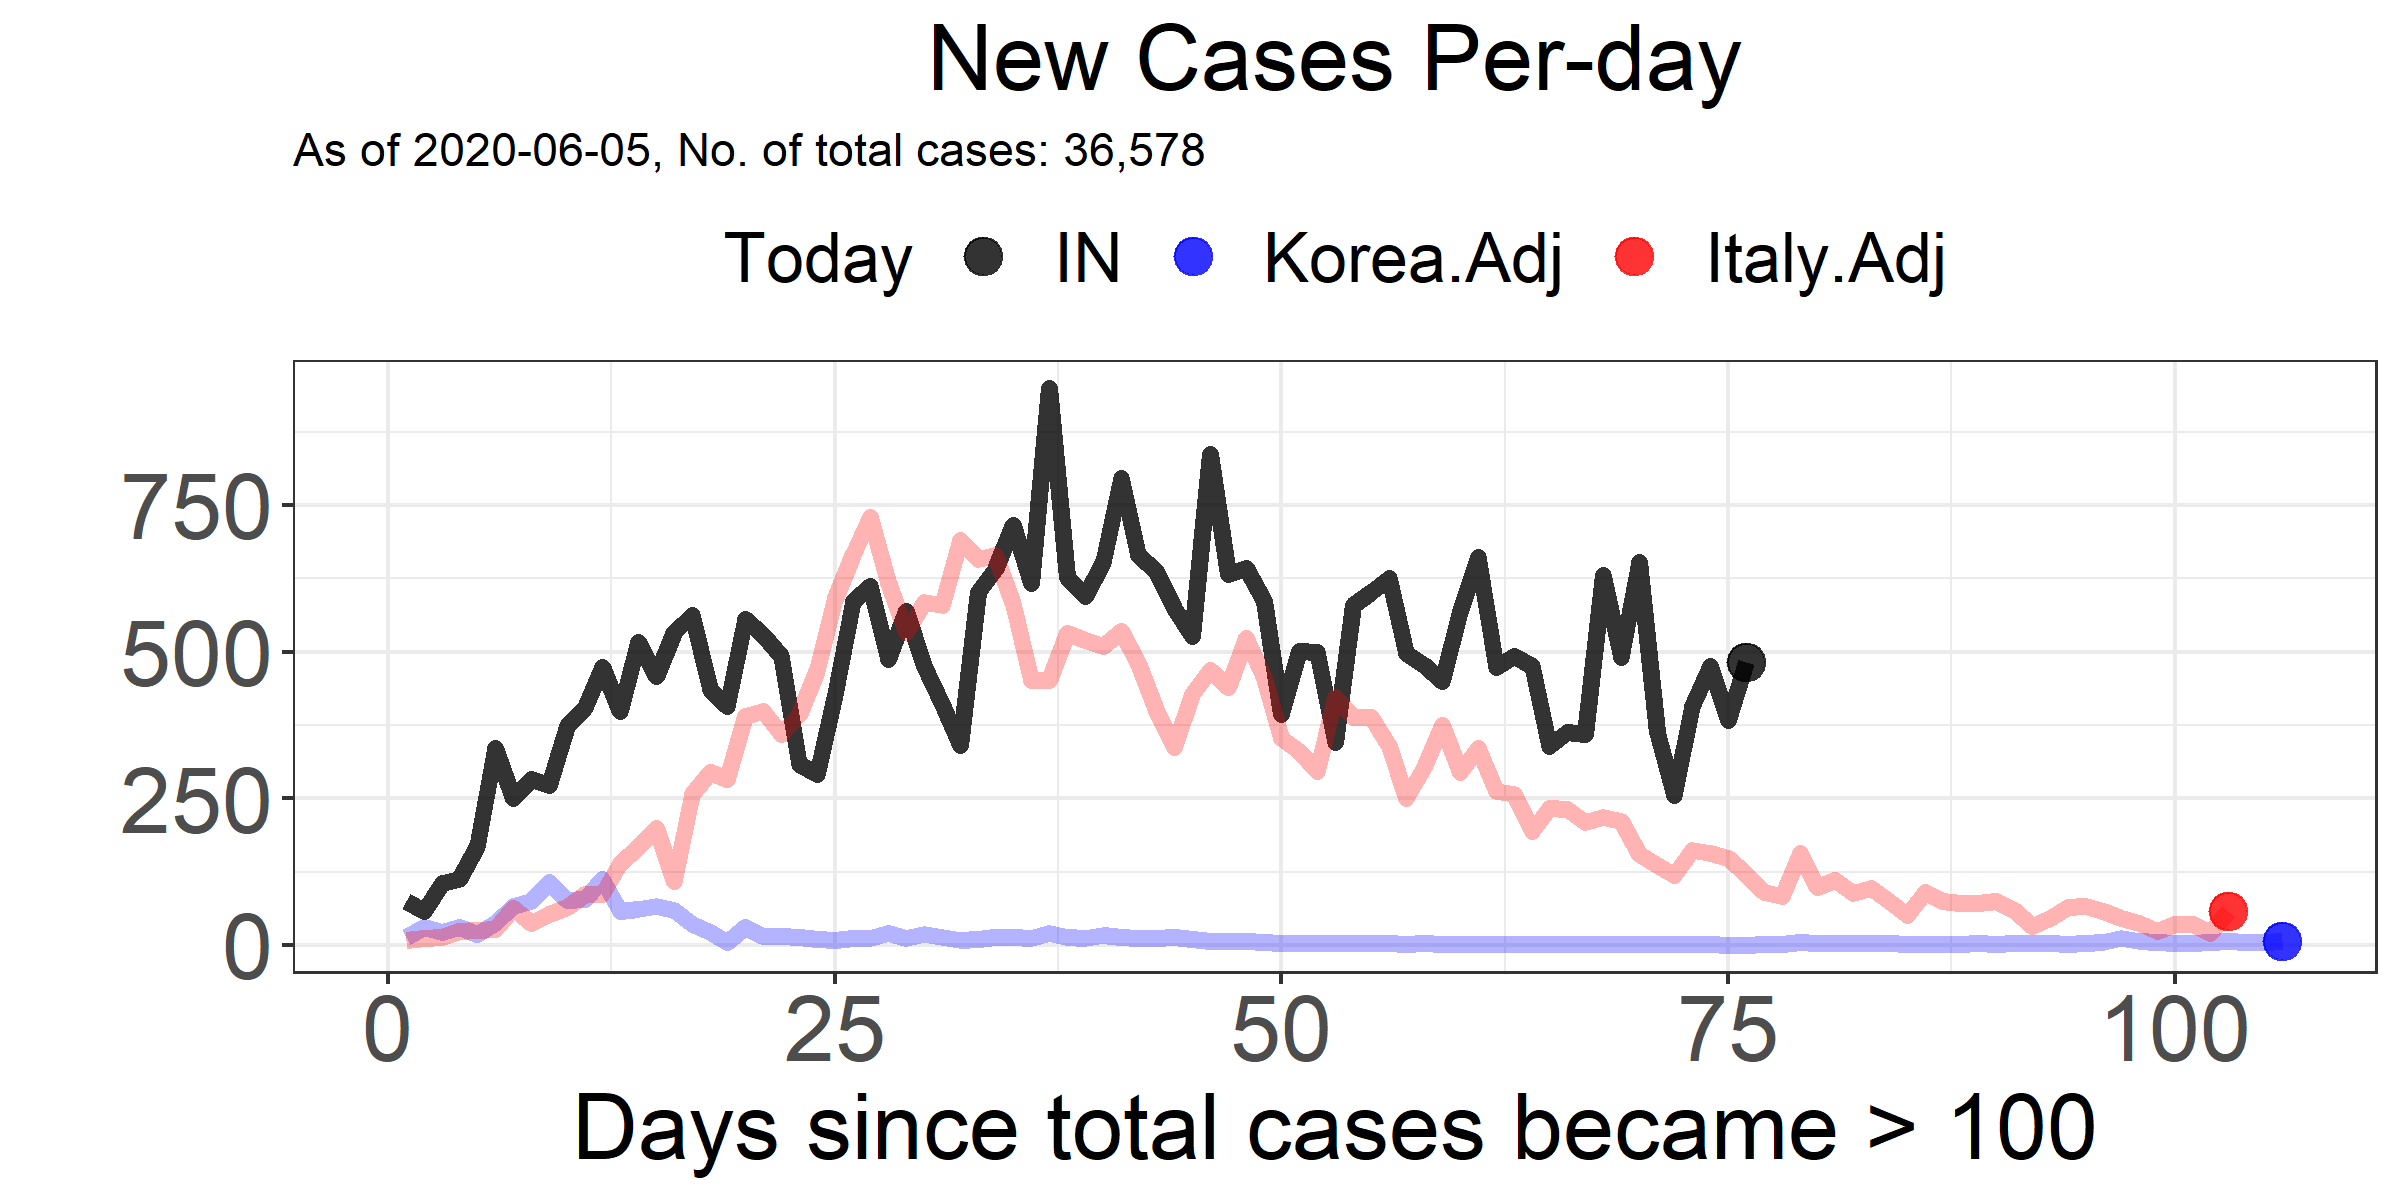 New Cases Per-day
As of 2020-06-05, No. of total cases: 36,578
Today IN Korea.Adj Italy.Adj
750
500
250
0
0 25 50 75 100
Days since total cases became > 100